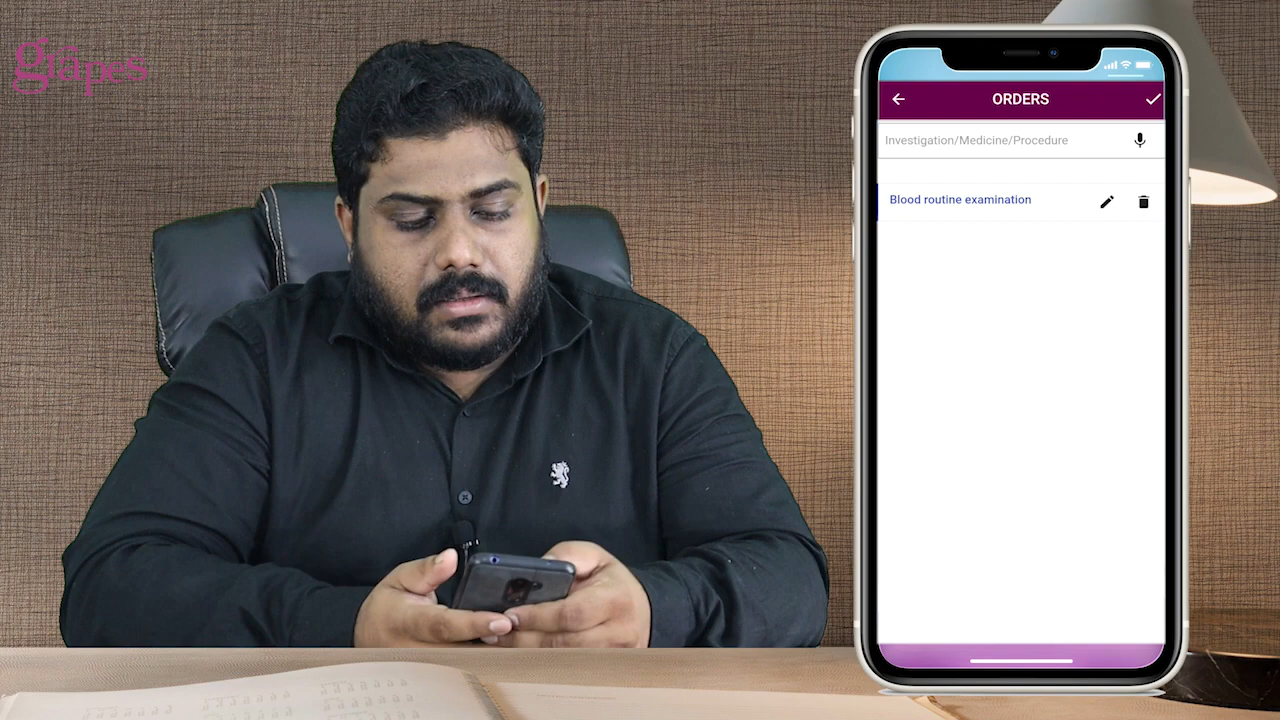 grapes
ORDERS
Investigation/Medicine/Procedure
Blood routine examination